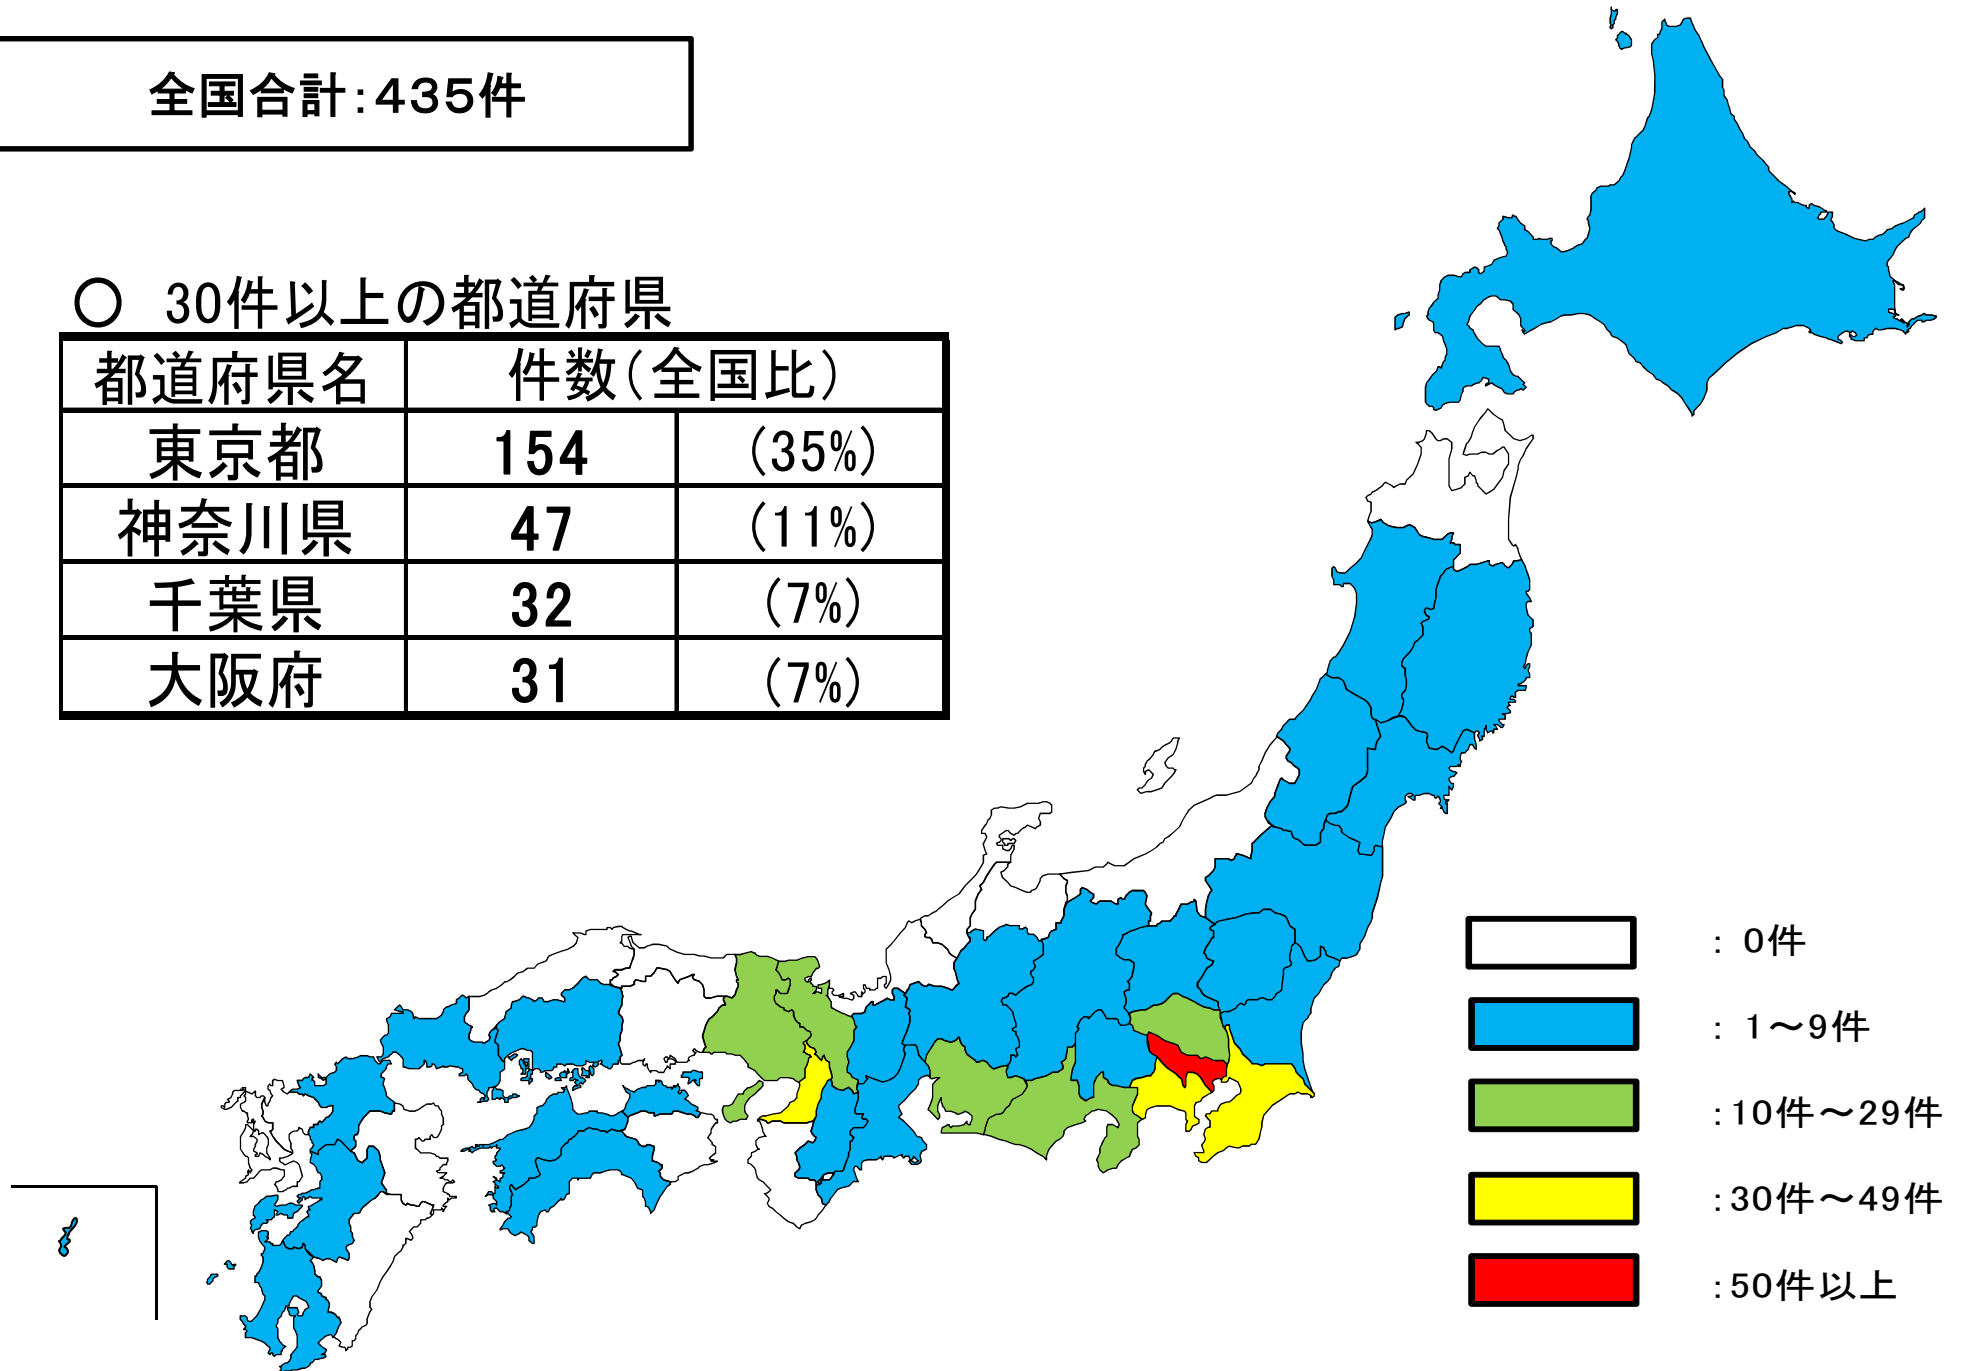 全国合計：435件
○ 30件以上の都道府県
都道府県名 件数（全国比）
東京都 154 （35%）
神奈川県 47 （11%）
千葉県 32 （7%）
大阪府 31 （7%）
：0件
：1～9件
：10件～29件
：30件～49件
：50件以上